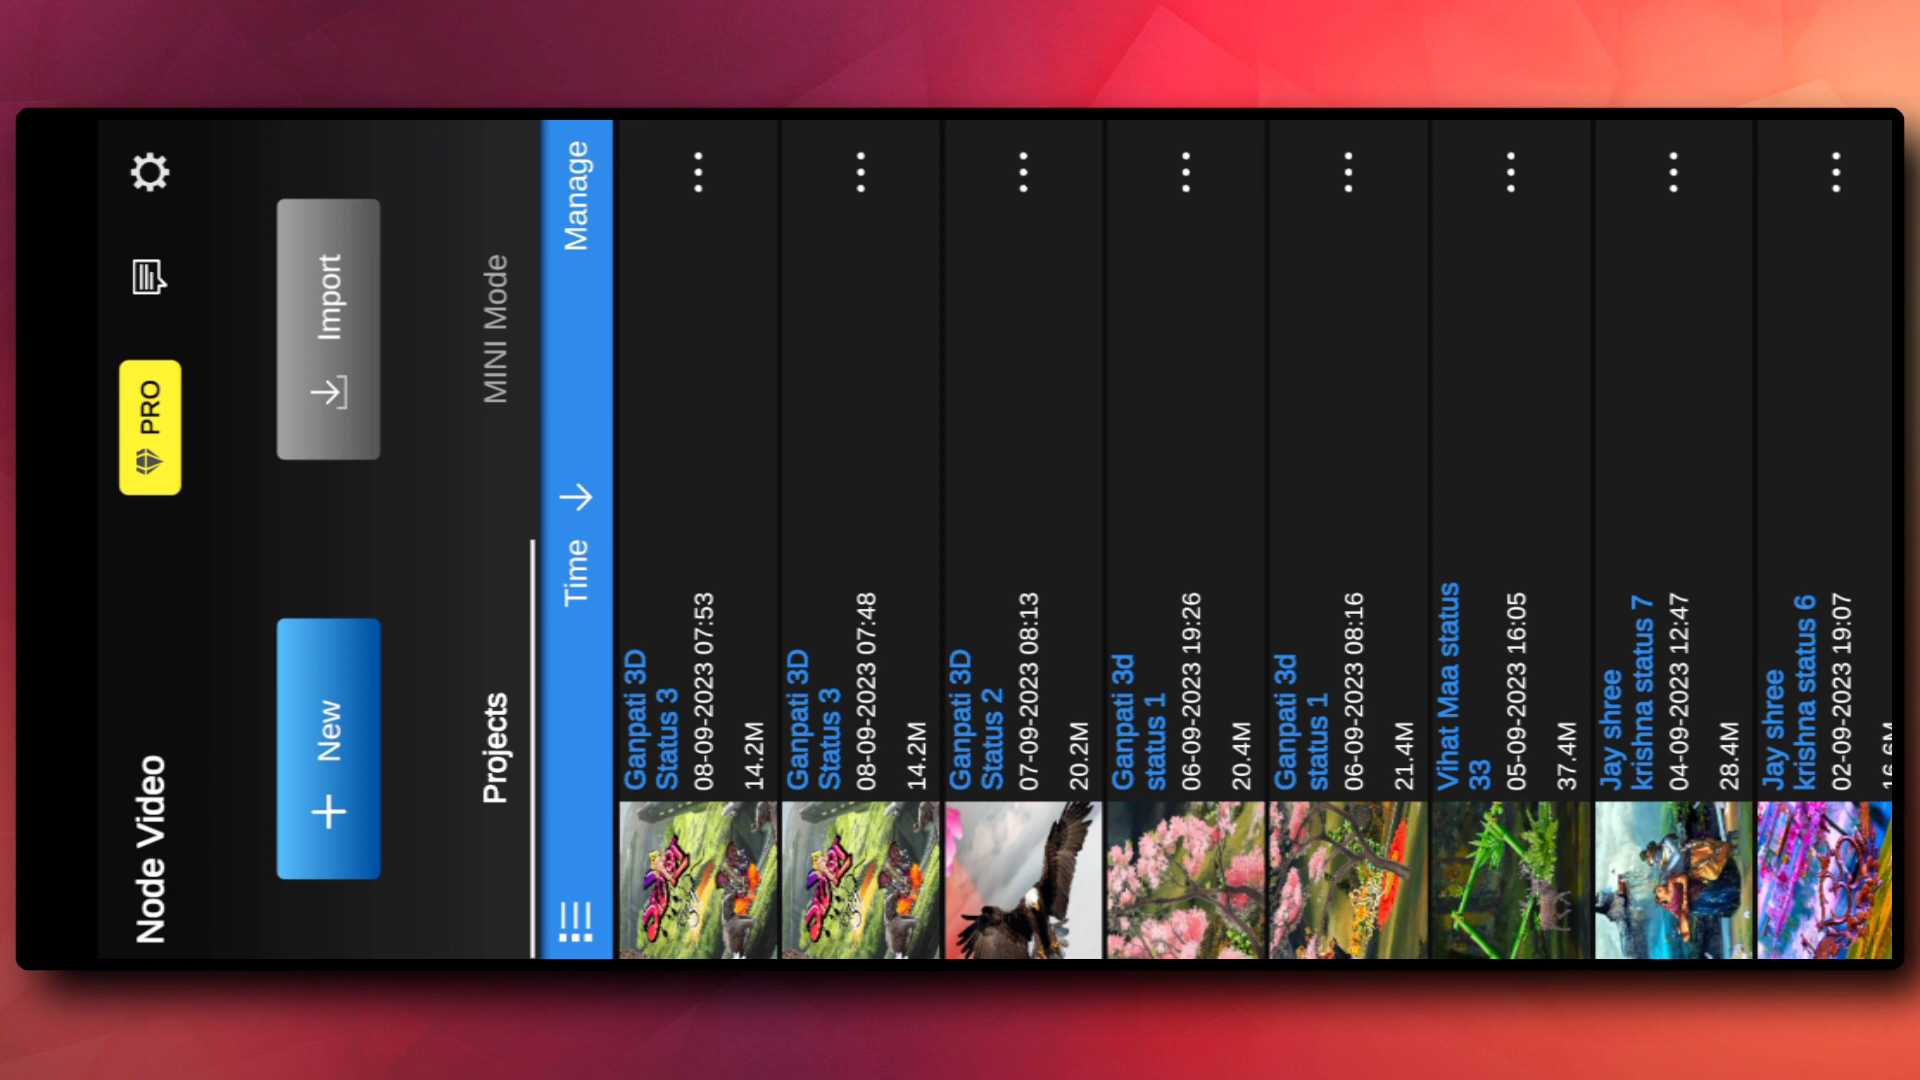 Node Video
PRO
New
Import
Projects
MINI Mode
Time
Manage
Ganpati 3D
Status 3
08-09-2023 07:53
14.2M
Ganpati 3D
Status 3
08-09-2023 07:48
14.2M
Ganpati 3D
Status 2
07-09-2023 08:13
20.2M
Ganpati 3d
status 1
06-09-2023 19:26
20.4M
Ganpati 3d
status 1
06-09-2023 08:16
21.4M
Vihat Maa status
33
05-09-2023 16:05
37.4M
Jay shree
krishna status 7
04-09-2023 12:47
28.4M
Jay shree
krishna status 6
02-09-2023 19:07